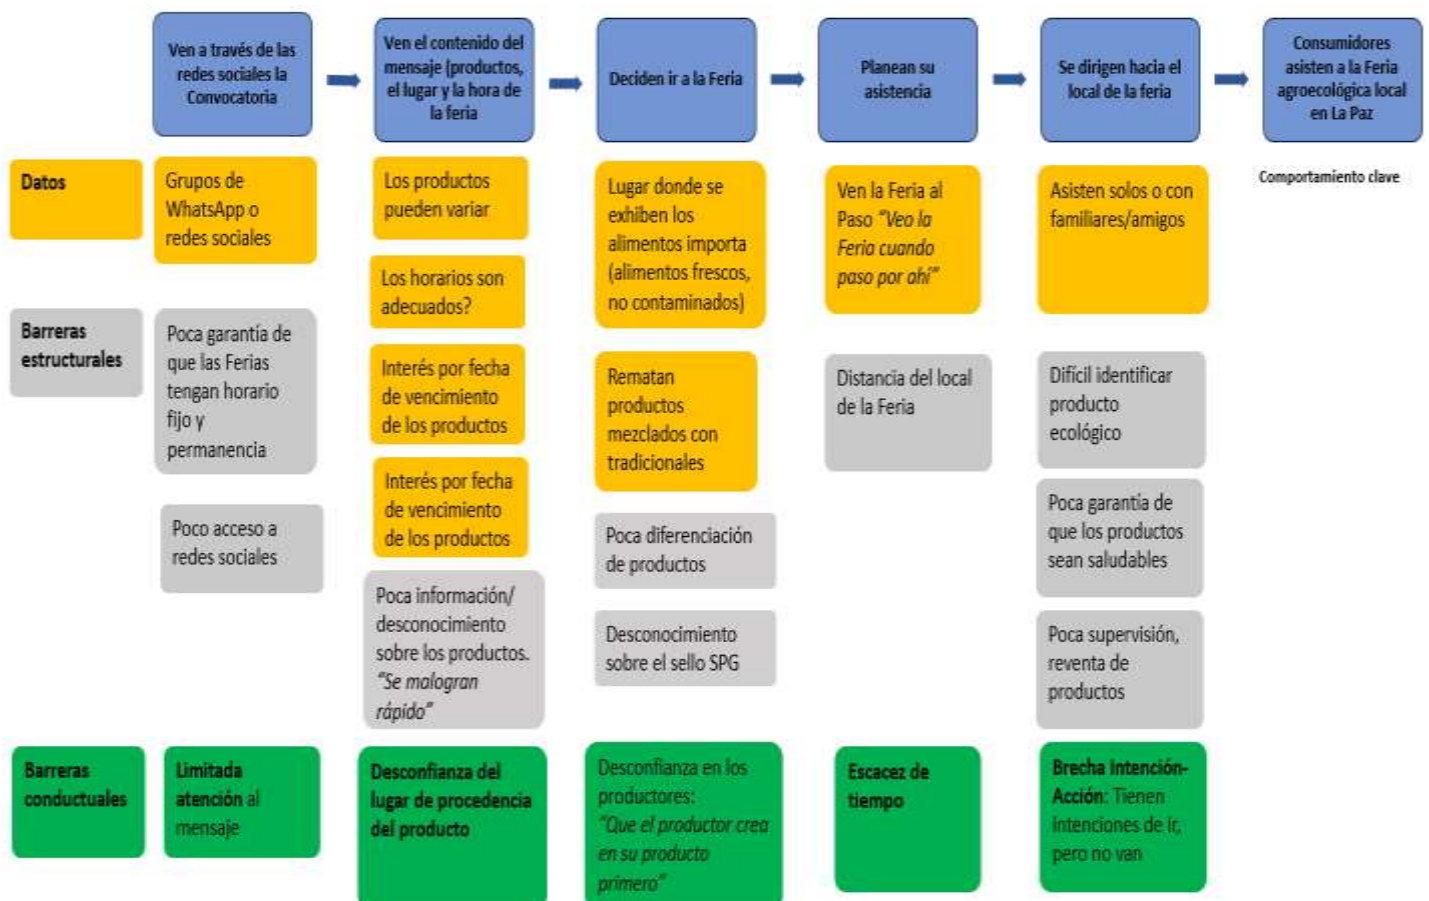 Ven a través de las
redes sociales la
Convocatoria
Ven el contenido del
mensaje (productos,
el lugar y la hora de
la feria
Deciden ir a la Feria
Planean su
asistencia
Se dirigen hacia el
local de la feria
Consumidores
asisten a la Feria
agroecológica local
en La Paz
Comportamiento clave
Datos
Grupos de
WhatsApp o
redes sociales
Los productos
pueden variar
Los horarios son
adecuados?
Interés por fecha
de vencimiento
de los productos
Interés por fecha
de vencimiento
de los productos
Lugar donde se
exhiben los
alimentos importa
(alimentos frescos,
no contaminados)
Rematan
productos
mezclados con
tradicionales
Ven la Feria al
Paso "Veo la
Feria cuando
paso por ahí"
Asisten solos o con
familiares/amigos
Barreras
estructurales
Poca garantía de
que las Ferias
tengan horario
fijo y
permanencia
Poco acceso a
redes sociales
Poca información/
desconocimiento
sobre los productos.
"Se malogran
rápido"
Poca diferenciación
de productos
Desconocimiento
sobre el sello SPG
Distancia del local
de la Feria
Difícil identificar
producto
ecológico
Poca garantía de
que los productos
sean saludables
Poca supervisión,
reventa de
productos
Barreras
conductuales
Limitada
atención al
mensaje
Desconfianza del
lugar de procedencia
del producto
Desconfianza en los
productores:
"Que el productor crea
en su producto
primero"
Escacez de
tiempo
Brecha Intención-
Acción: Tienen
intenciones de ir,
pero no van